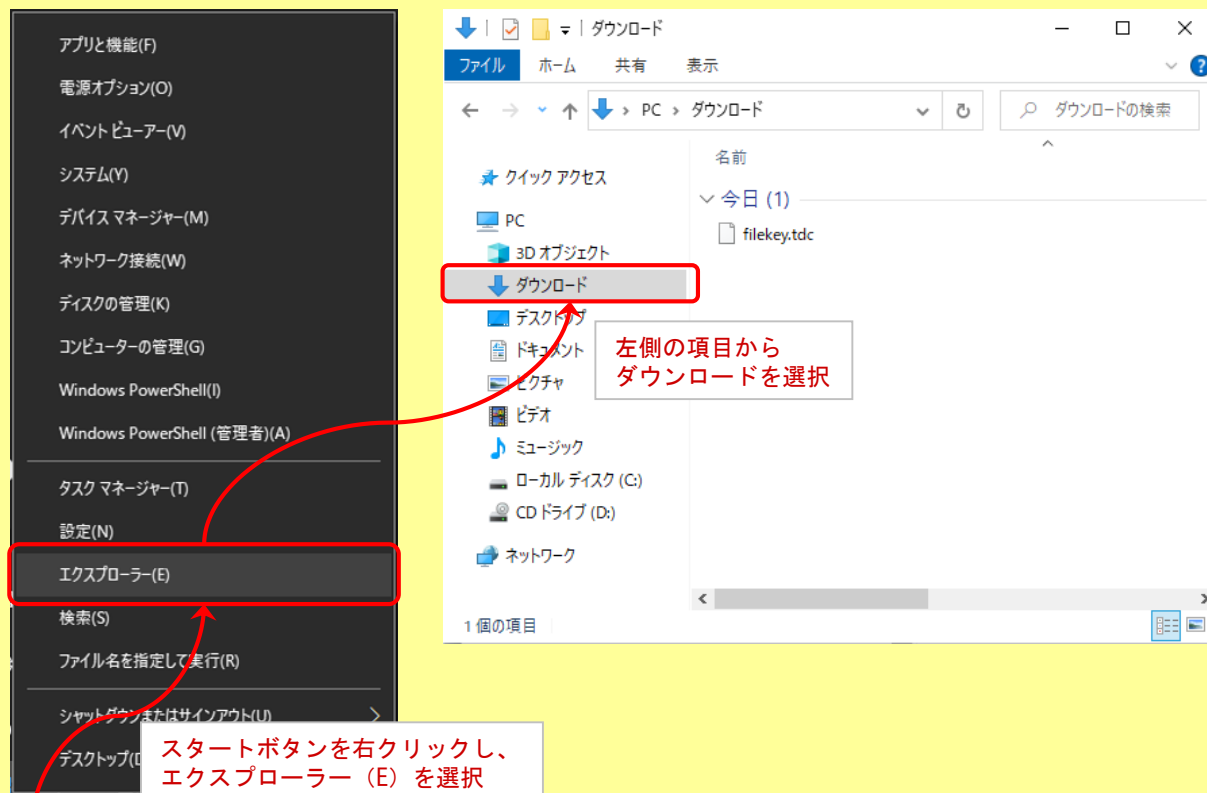 アプリと機能(F)
電源オプション(O)
イベント ビューアー(V)
システム(Y)
デバイス マネージャー(M)
ネットワーク接続(W)
ディスクの管理(K)
コンピューターの管理(G)
Windows PowerShell(I)
Windows PowerShell (管理者)(A)
タスク マネージャー(T)
設定(N)
エクスプローラー(E)
検索(S)
ファイル名を指定して実行(R)
シャットダウンまたはサインアウト(U)
デスクトップ(D
スタートボタンを右クリックし、
エクスプローラー（E）を選択
ダウンロード
ファイル ホーム 共有 表示
PC › ダウンロード
ダウンロードの検索
クイック アクセス
PC
3D オブジェクト
ダウンロード
デスクトップ
ドキュメント
ピクチャ
ビデオ
ミュージック
ローカル ディスク (C:)
CD ドライブ (D:)
ネットワーク
名前
今日 (1)
filekey.tdc
左側の項目から
ダウンロードを選択
1 個の項目